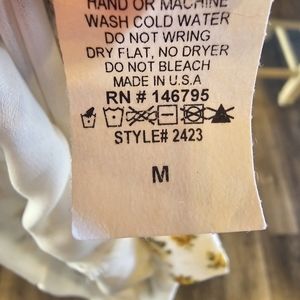 HAND OR MACHINE
WASH COLD WATER
DO NOT WRING
DRY FLAT, NO DRYER
DO NOT BLEACH
MADE IN U.S.A
RN # 146795
STYLE# 2423
M